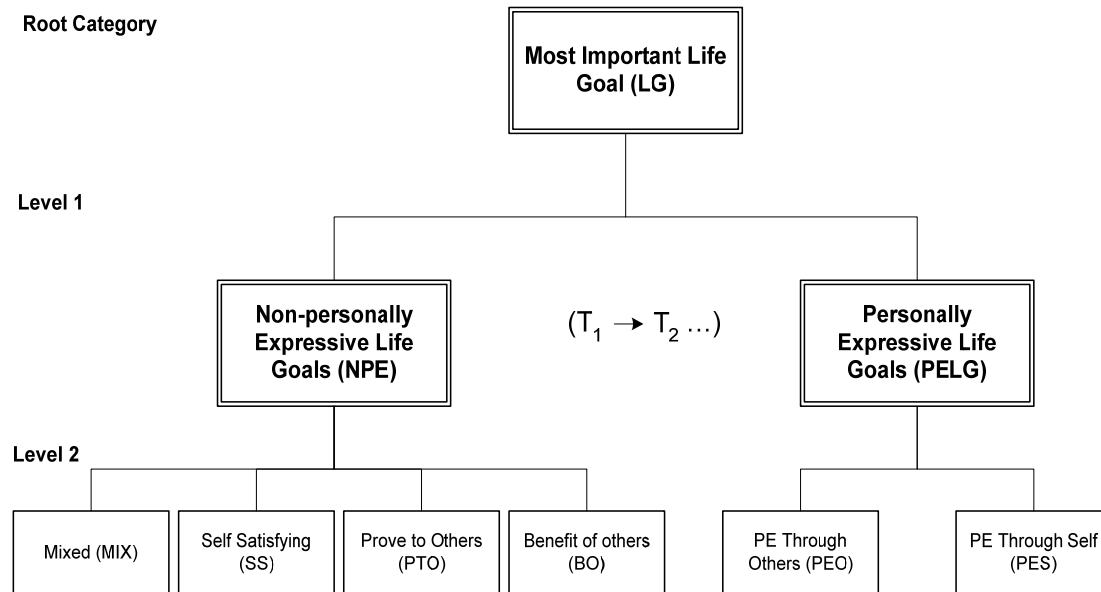 Root Category
Most Important Life
Goal (LG)
Level 1
Non-personally
Expressive Life
Goals (NPE)
(T₁ → T₂ ...)
Personally
Expressive Life
Goals (PELG)
Level 2
Mixed (MIX)
Self Satisfying
(SS)
Prove to Others
(PTO)
Benefit of others
(BO)
PE Through
Others (PEO)
PE Through Self
(PES)